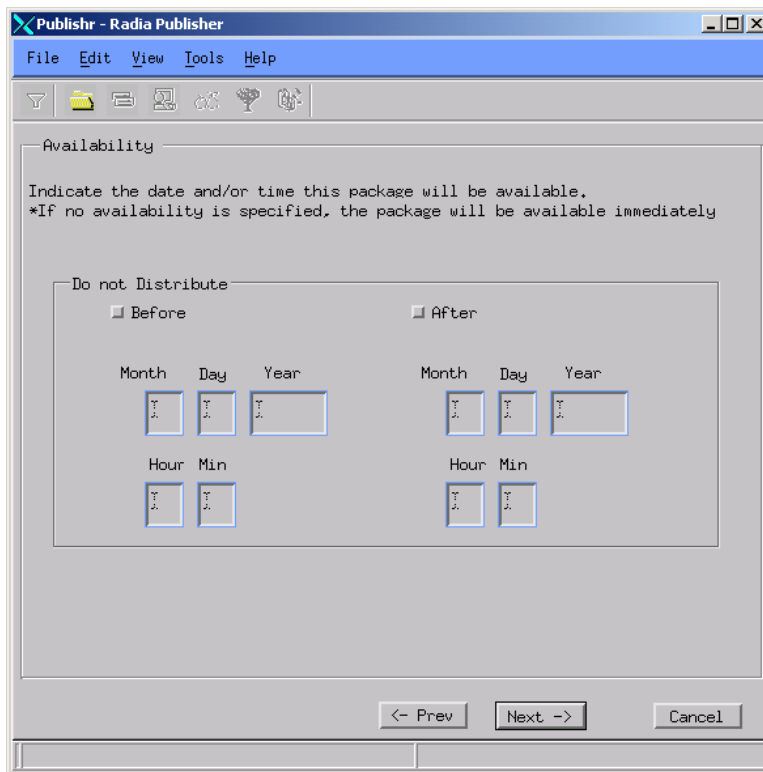 Publishr - Radia Publisher
File Edit View Tools Help
Availability
Indicate the date and/or time this package will be available.
*If no availability is specified, the package will be available immediately
Do not Distribute
Before After
Month Day Year Month Day Year
Hour Min Hour Min
<- Prev Next -> Cancel